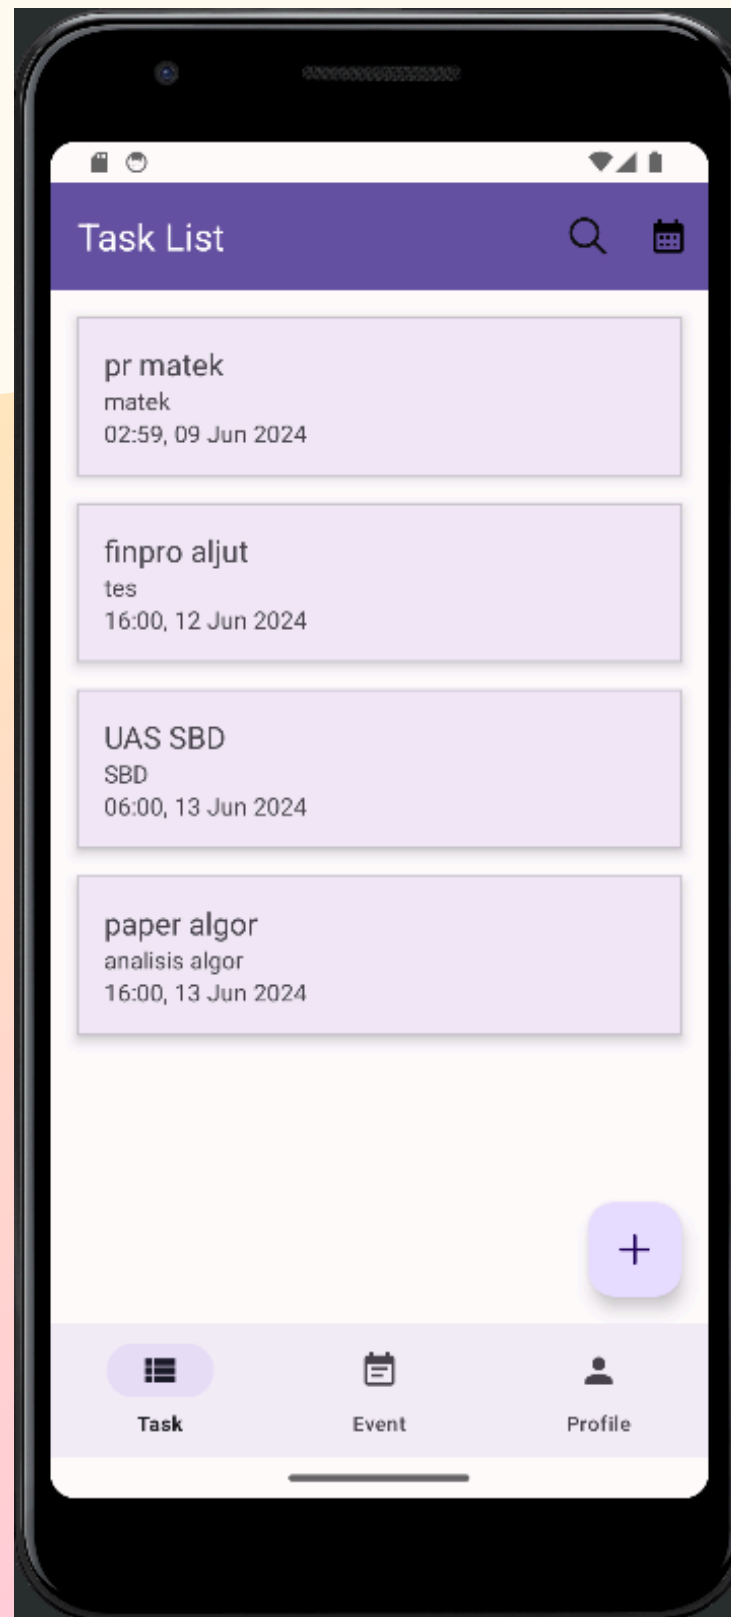 Task List
pr matek
matek
02:59, 09 Jun 2024
finpro aljut
tes
16:00, 12 Jun 2024
UAS SBD
SBD
06:00, 13 Jun 2024
paper algor
analisis algor
16:00, 13 Jun 2024
Task
Event
Profile